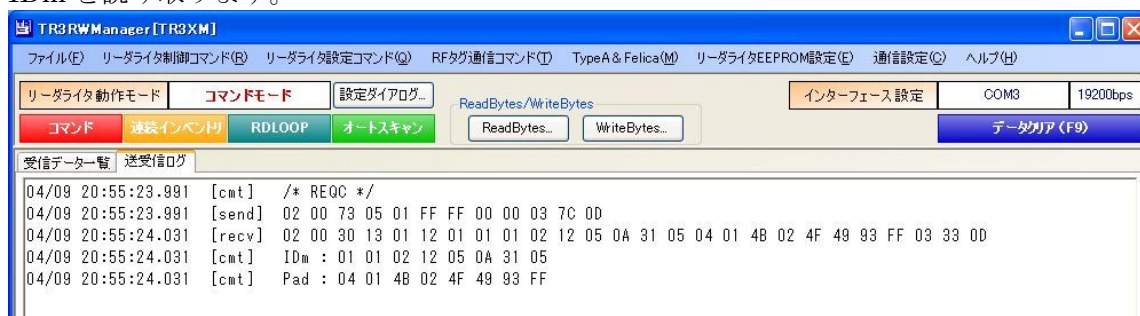 IDm を読み取ります。
TR3RWManager[TR3XM]
ファイル(F) リーダライタ制御コマンド(R) リーダライタ設定コマンド(Q) RFタグ通信コマンド(T) TypeA & Felica(M) リーダライタEEPROM設定(E) 通信設定(C) ヘルプ(H)
リーダライタ動作モード コマンドモード 設定ダイアログ... ReadBytes/WriteBytes インターフェース設定 COM3 19200bps
コマンド 連続インベントリ RDLOOP オートスキャン ReadBytes... WriteBytes... データクリア(F9)
受信データ一覧 送受信ログ
04/09 20:55:23.991 [cmt] /* REQC */
04/09 20:55:23.991 [send] 02 00 73 05 01 FF FF 00 00 03 7C 0D
04/09 20:55:24.031 [recv] 02 00 30 13 01 12 01 01 01 02 12 05 0A 31 05 04 01 4B 02 4F 49 93 FF 03 33 0D
04/09 20:55:24.031 [cmt] IDm : 01 01 02 12 05 0A 31 05
04/09 20:55:24.031 [cmt] Pad : 04 01 4B 02 4F 49 93 FF